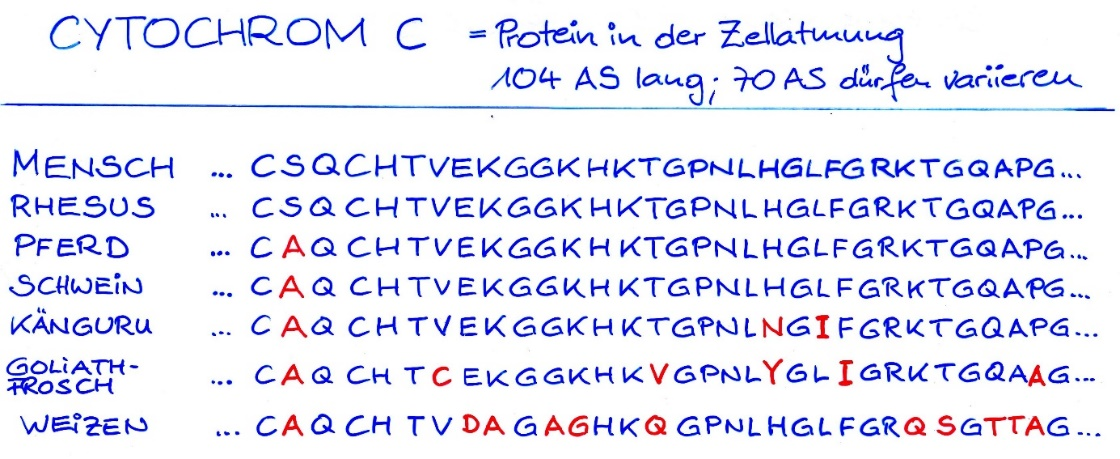 CYTOCHROM C = Protein in der Zellatmung
104 AS lang; 70 AS dürfen variieren
MENSCH ... CSQCHTVEKGGKHKTGPNLHGLFGRKTGQAPG...
RHESUS ... CSQCHTVEKGGKHKTGPNLHGLFGRKTGQAPG...
PFERD ... CAQCHTVEKGGKHKTGPNLHGLFGRKTGQAPG...
SCHWEIN ... CAQCHTVEKGGKHKTGPNLHGLFGRKTGQAPG...
KÄNGURU ... CAQCHTVEKGGKHKTGPNLNGIFGRKTGQAPG...
GOLIATH-
FROSCH ... CAQCHTCEKGGKHKVGPNLYGLIGRKTGQAAG...
WEIZEN ... CAQCHTVDAGAGHKQGPNLHGLFGRQSGTTAG...